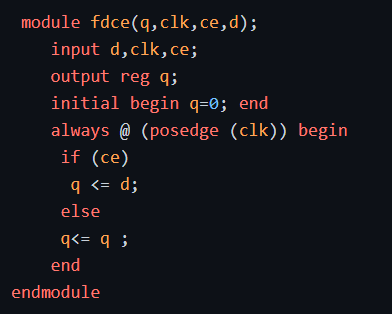 module fdce(q,clk,ce,d);
input d,clk,ce;
output reg q;
initial begin q=0; end
always @ (posedge (clk)) begin
if (ce)
q <= d;
else
q<= q ;
end
endmodule